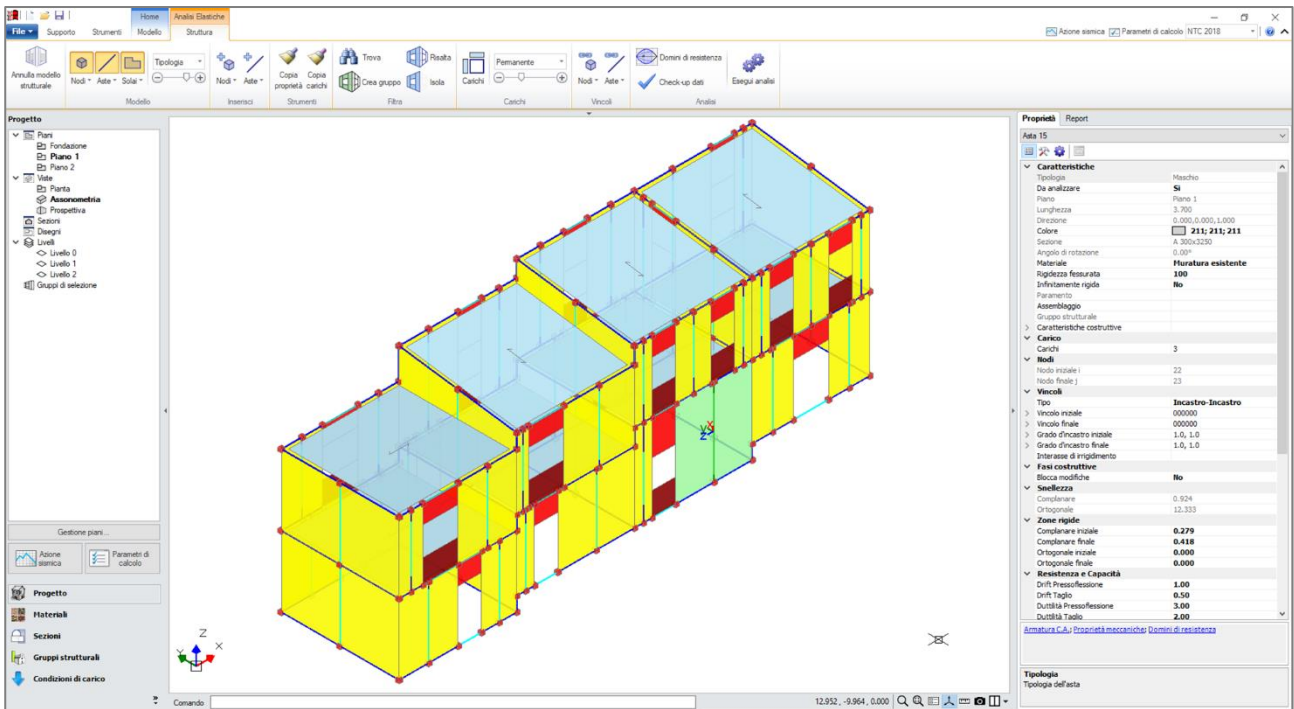 Home Analisi Elastiche
File Supporto Strumenti Modello Struttura
Azione sismica Parametri di calcolo NTC 2018
Annulla modello strutturale
Nodi Aste Solai
Tipologia
Modello
Nodi Aste
Inserisci
Copia proprietà Copia carichi
Strumenti
Trova Risalta
Crea gruppo Isola
Filtra
Carichi
Permanente
Carichi
Nodi Aste
Vincoli
Domini di resistenza
Check-up dati
Esegui analisi
Analisi
Progetto
Piani
Fondazione
Piano 1
Piano 2
Viste
Pianta
Assonometria
Prospettiva
Sezioni
Disegni
Livelli
Livello 0
Livello 1
Livello 2
Gruppi di selezione
Gestione piani...
Azione sismica
Parametri di calcolo
Progetto
Materiali
Sezioni
Gruppi strutturali
Condizioni di carico
Z
Y X
X
Y
Z
Comando
12.952 , -9.964 , 0.000
Proprietà Report
Asta 15
Caratteristiche
Tipologia Maschio
Da analizzare Sì
Piano Piano 1
Lunghezza 3.700
Direzione 0.000,0.000,1.000
Colore 211; 211; 211
Sezione A 300x3250
Angolo di rotazione 0.00°
Materiale Muratura esistente
Rigidezza fessurata 100
Infinitamente rigida No
Paramento
Assemblaggio
Gruppo strutturale
Caratteristiche costruttive
Carico
Carichi 3
Nodi
Nodo iniziale i 22
Nodo finale j 23
Vincoli
Tipo Incastro-Incastro
Vincolo iniziale 000000
Vincolo finale 000000
Grado d'incastro iniziale 1.0, 1.0
Grado d'incastro finale 1.0, 1.0
Interasse di irrigidimento
Fasi costruttive
Blocca modifiche No
Snellezza
Complanare 0.924
Ortogonale 12.333
Zone rigide
Complanare iniziale 0.279
Complanare finale 0.418
Ortogonale iniziale 0.000
Ortogonale finale 0.000
Resistenza e Capacità
Drift Pressoflessione 1.00
Drift Taglio 0.50
Duttilità Pressoflessione 3.00
Duttilità Taglio 2.00
Armatura C.A.; Proprietà meccaniche; Domini di resistenza
Tipologia
Tipologia dell'asta